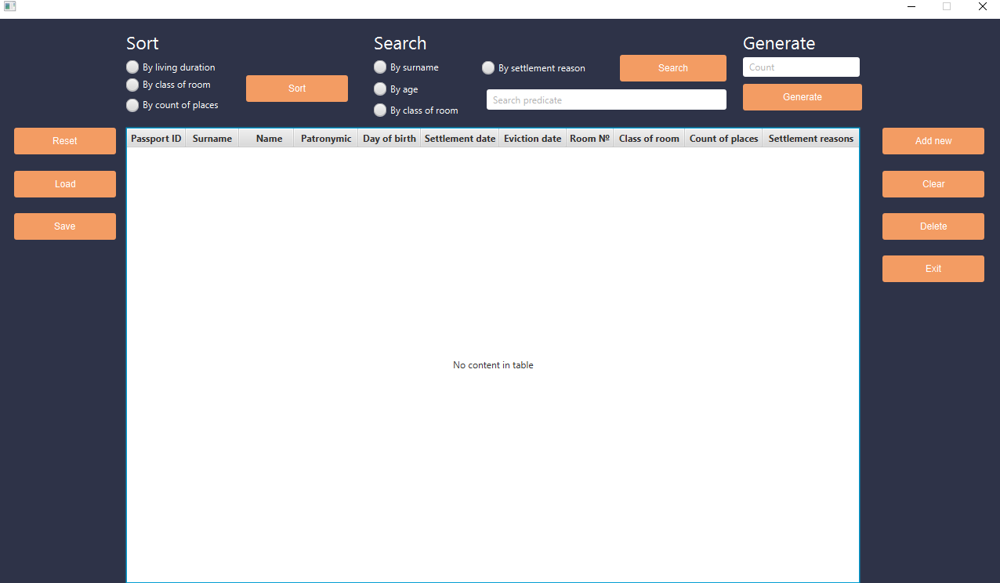 Sort
By living duration
By class of room
By count of places
Sort
Search
By surname
By age
By class of room
By settlement reason
Search
Search predicate
Generate
Count
Generate
Reset
Load
Save
Passport ID Surname Name Patronymic Day of birth Settlement date Eviction date Room № Class of room Count of places Settlement reasons
No content in table
Add new
Clear
Delete
Exit